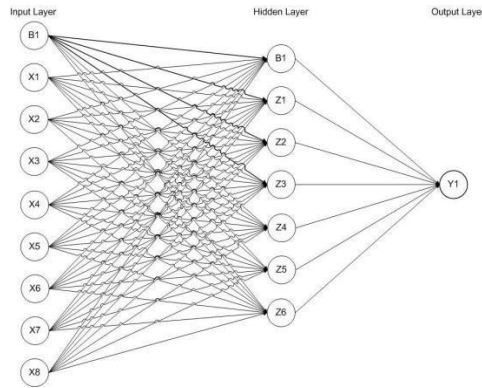 Input Layer
Hidden Layer
Output Layer
B1
X1
X2
X3
X4
X5
X6
X7
X8
B1
Z1
Z2
Z3
Z4
Z5
Z6
Y1